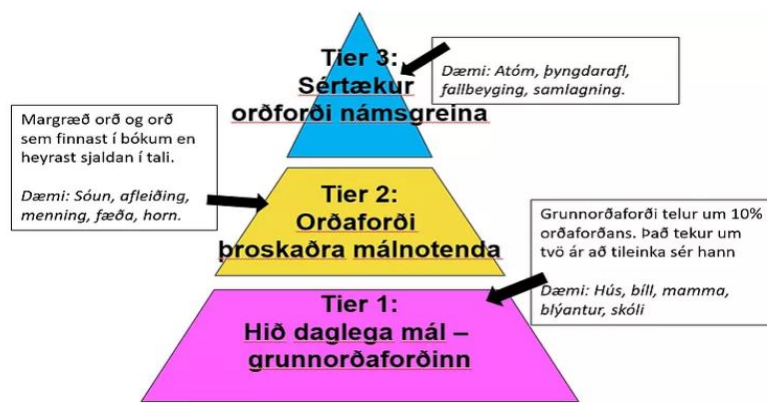 Tier 3:
Sértækur
orðforði námsgreina
Dæmi: Atóm, þyngdarafl,
fallbeyging, samlagning.
Margræð orð og orð
sem finnast í bókum en
heyrast sjaldan í tali.
Dæmi: Sóun, afleiðing,
menning, fæða, horn.
Tier 2:
Orðaforði
þroskaðra málnotenda
Grunnorðaforði telur um 10%
orðaforðans. Það tekur um
tvö ár að tileinka sér hann
Dæmi: Hús, bíll, mamma,
blýantur, skóli
Tier 1:
Hið daglega mál –
grunnorðaforðinn